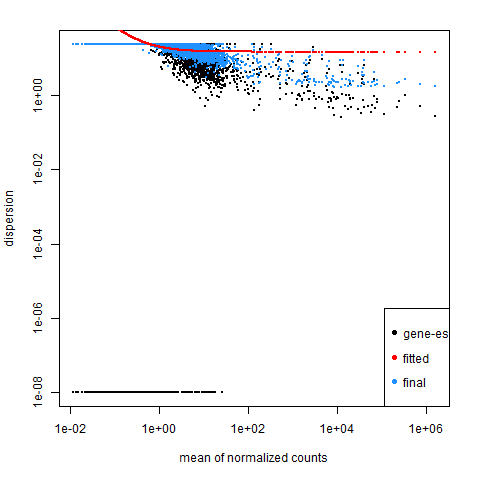 dispersion
1e+00
1e-02
1e-04
1e-06
1e-08
gene-es
fitted
final
1e-02 1e+00 1e+02 1e+04 1e+06
mean of normalized counts